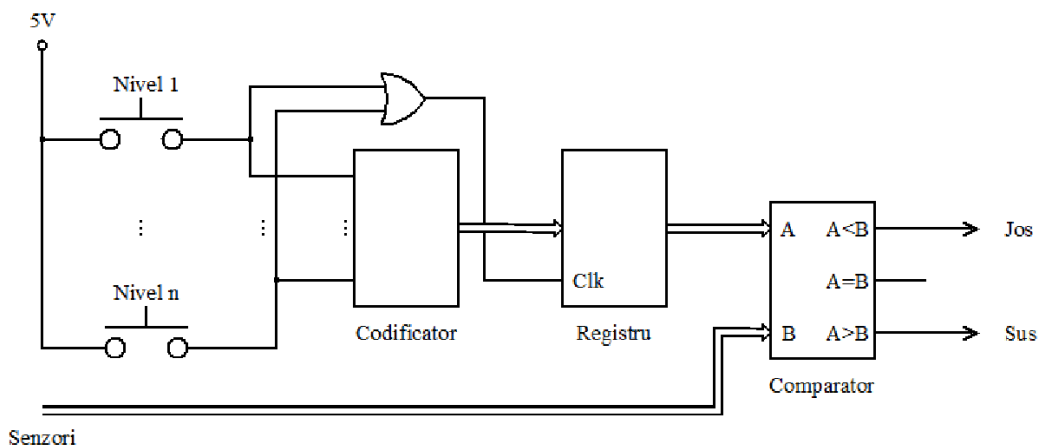 5V
Nivel 1
Nivel n
Codificator
Clk
Registru
A A<B
A=B
B A>B
Comparator
Jos
Sus
Senzori